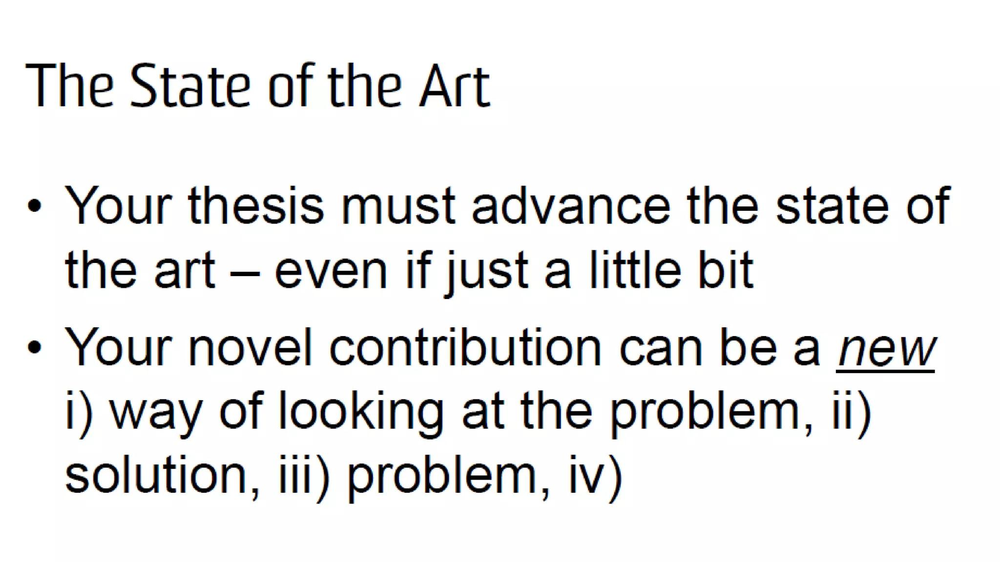 The State of the Art
• Your thesis must advance the state of
the art – even if just a little bit
• Your novel contribution can be a new
i) way of looking at the problem, ii)
solution, iii) problem, iv)